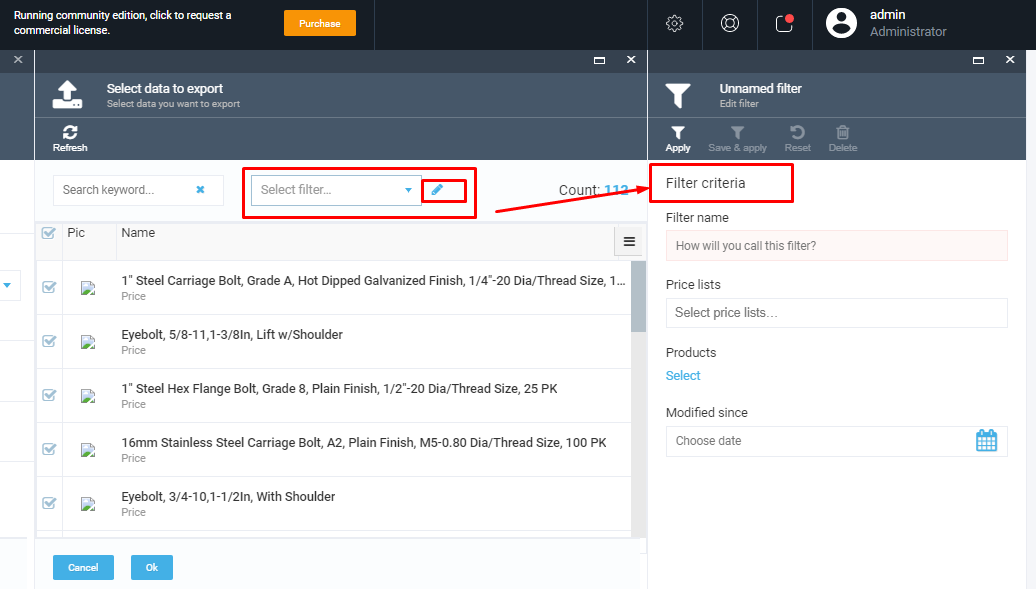 Running community edition, click to request a
commercial license.
Purchase
admin
Administrator
Select data to export
Select data you want to export
Refresh
Unnamed filter
Edit filter
Apply
Save & apply
Reset
Delete
Search keyword...
Select filter...
Count:
Filter criteria
Pic
Name
1" Steel Carriage Bolt, Grade A, Hot Dipped Galvanized Finish, 1/4"-20 Dia/Thread Size, 1...
Price
Eyebolt, 5/8-11,1-3/8In, Lift w/Shoulder
Price
1" Steel Hex Flange Bolt, Grade 8, Plain Finish, 1/2"-20 Dia/Thread Size, 25 PK
Price
16mm Stainless Steel Carriage Bolt, A2, Plain Finish, M5-0.80 Dia/Thread Size, 100 PK
Price
Eyebolt, 3/4-10,1-1/2In, With Shoulder
Price
Cancel
Ok
Filter name
How will you call this filter?
Price lists
Select price lists...
Products
Select
Modified since
Choose date